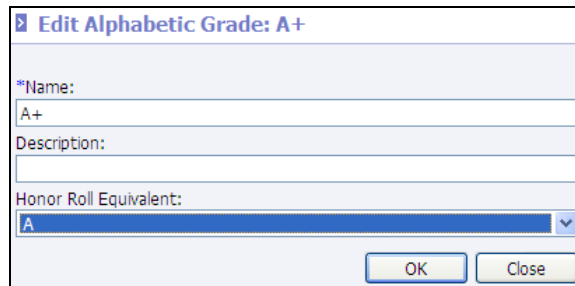 Edit Alphabetic Grade: A+
*Name:
A+
Description:
Honor Roll Equivalent:
A
OK Close